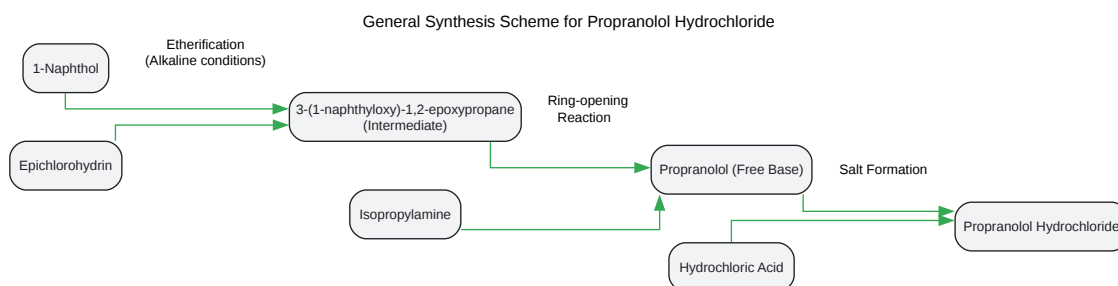 General Synthesis Scheme for Propranolol Hydrochloride
Etherification
(Alkaline conditions)
1-Naphthol
Epichlorohydrin
3-(1-naphthyloxy)-1,2-epoxypropane
(Intermediate)
Ring-opening
Reaction
Isopropylamine
Propranolol (Free Base)
Salt Formation
Hydrochloric Acid
Propranolol Hydrochloride